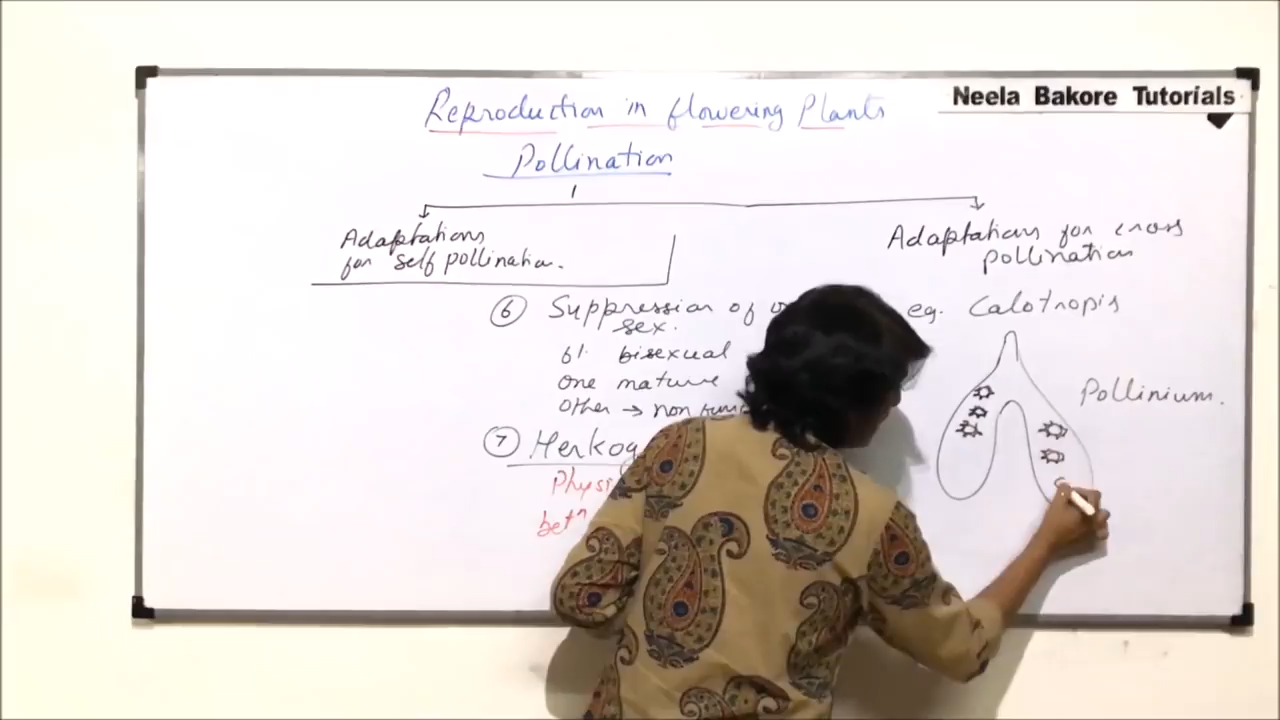 Neela Bakore Tutorials
Reproduction in flowering Plants
Pollination
Adaptations
for self pollination.
Adaptations for cross
pollination
⑥ Suppression of
sex.
eg. Calotropis
bisexual
one mature
other → non
Pollinium.
⑦